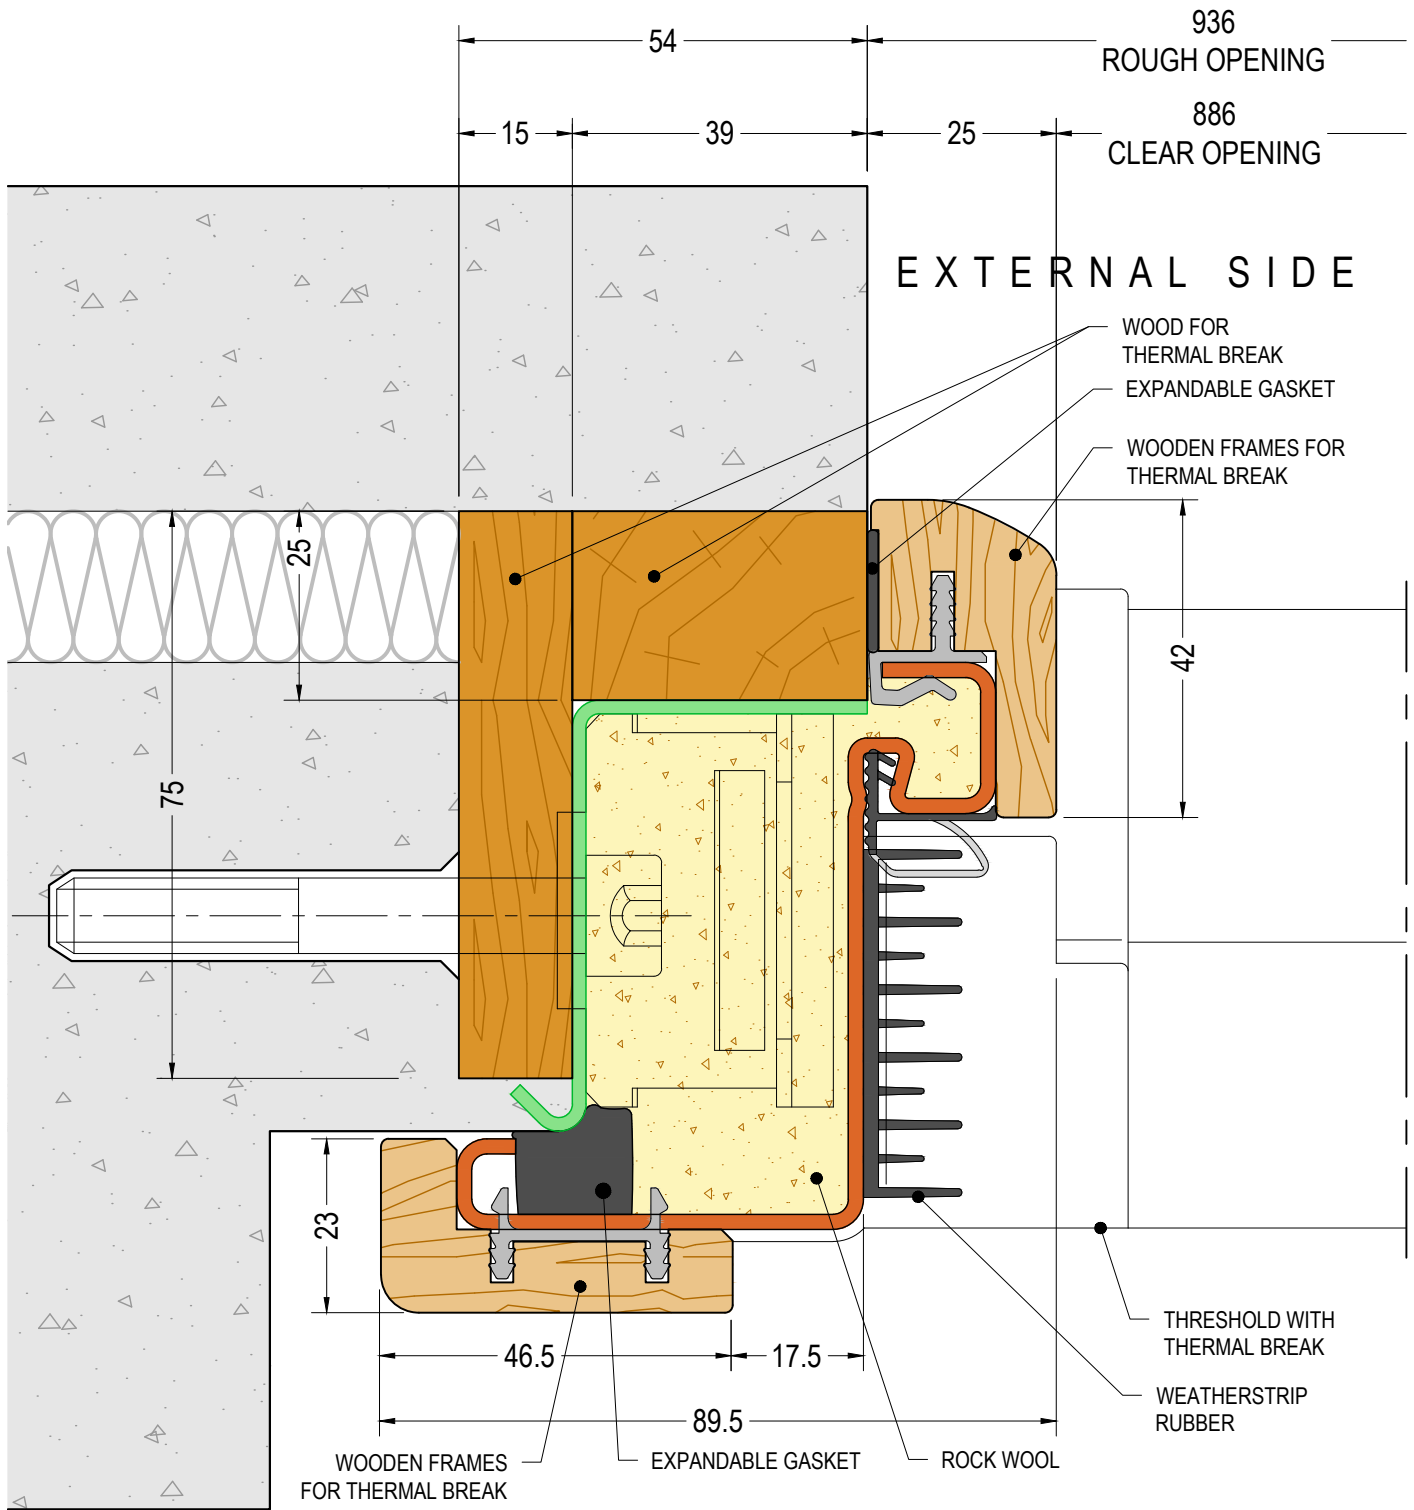 936
54
ROUGH OPENING
886
15
39
25
CLEAR OPENING
EXTERNAL SIDE
WOOD FOR
THERMAL BREAK
EXPANDABLE GASKET
WOODEN FRAMES FOR
THERMAL BREAK
25
42
75
23
THRESHOLD WITH
THERMAL BREAK
46.5
17.5
WEATHERSTRIP
RUBBER
89.5
WOODEN FRAMES
FOR THERMAL BREAK
EXPANDABLE GASKET
ROCK WOOL